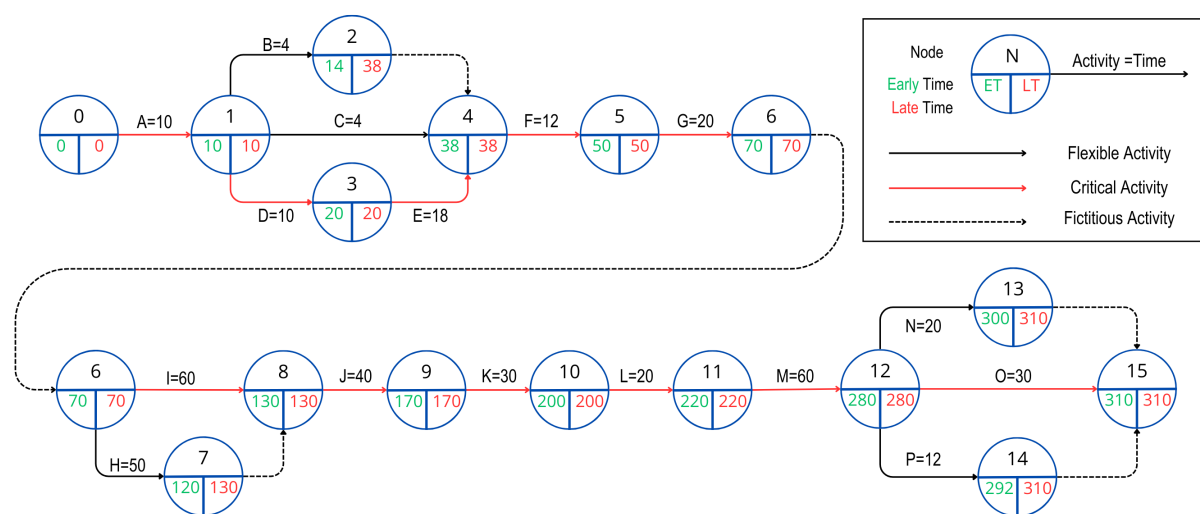 B=4
2
14 38
0
0 0
A=10
1
10 10
C=4
4
38 38
F=12
5
50 50
G=20
6
70 70
D=10
3
20 20
E=18
Node
Early Time
Late Time
N
ET LT
Activity =Time
Flexible Activity
Critical Activity
Fictitious Activity
6
70 70
I=60
8
130 130
J=40
9
170 170
K=30
10
200 200
L=20
11
220 220
M=60
12
280 280
N=20
13
300 310
O=30
15
310 310
H=50
7
120 130
P=12
14
292 310